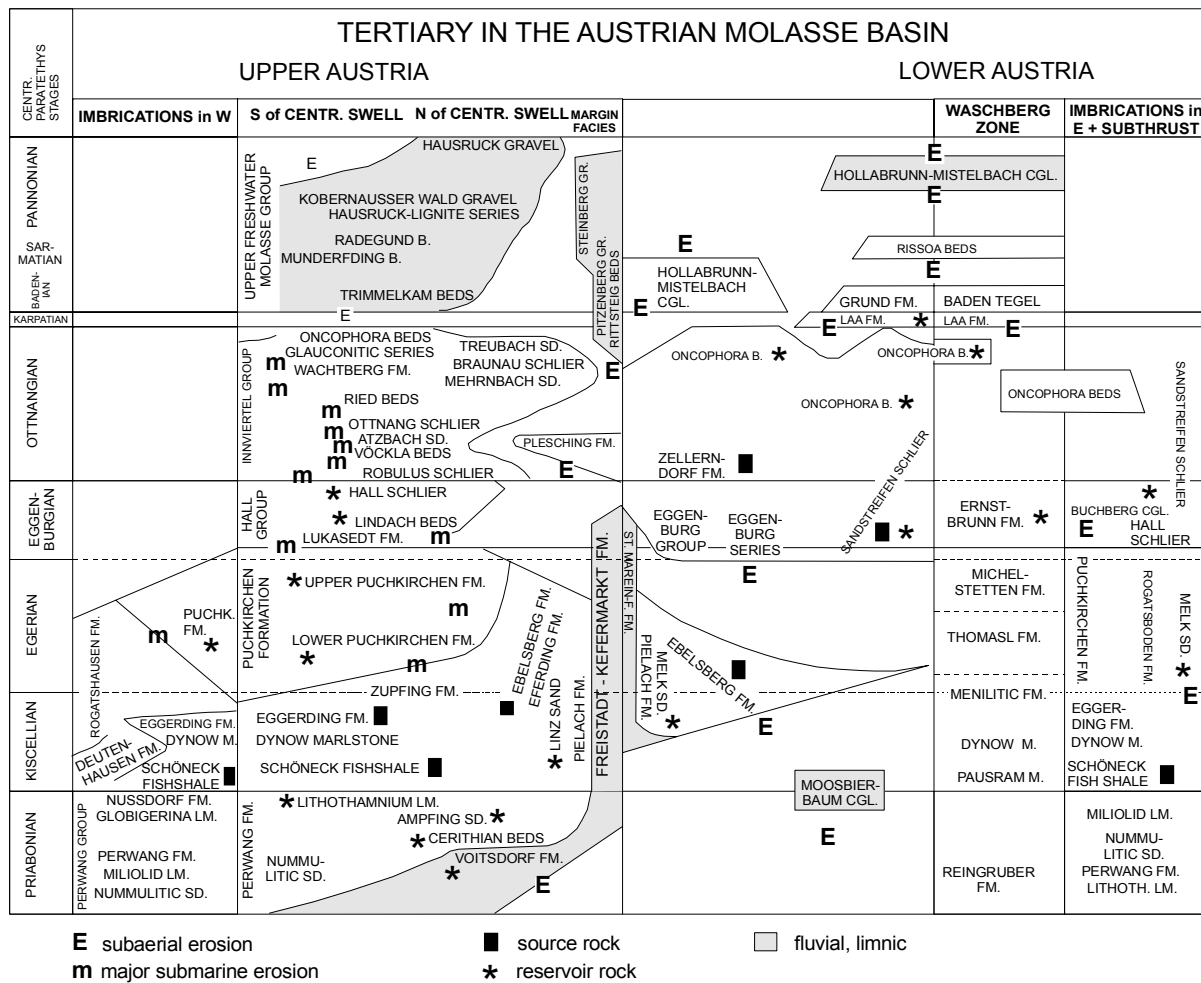 TERTIARY IN THE AUSTRIAN MOLASSE BASIN
UPPER AUSTRIA
LOWER AUSTRIA
CENTR.
PARATETHYS
STAGES
IMBRICATIONS in W
S of CENTR. SWELL
N of CENTR. SWELL
MARGIN
FACIES
WASCHBERG
ZONE
IMBRICATIONS in
E + SUBTHRUST
PANNONIAN
SAR-
MATIAN
BADEN-
IAN
KARPATIAN
OTTNANGIAN
EGGEN-
BURGIAN
EGERIAN
KISCELLIAN
PRIABONIAN
ROGATSHAUSEN FM.
m
PUCHK.
FM.
EGGERDING FM.
DYNOW M.
DEUTEN-
HAUSEN FM.
SCHÖNECK
FISHSHALE
PERWANG GROUP
NUSSDORF FM.
GLOBIGERINA LM.
PERWANG FM.
MILIOLID LM.
NUMMULITIC SD.
UPPER FRESHWATER
MOLASSE GROUP
E
HAUSRUCK GRAVEL
KOBERNAUSSER WALD GRAVEL
HAUSRUCK-LIGNITE SERIES
RADEGUND B.
MUNDERFDING B.
TRIMMELKAM BEDS
E
STEINBERG GR.
PITZENBERG GR.
RITTSTEIG BEDS
E
INNVIERTEL GROUP
ONCOPHORA BEDS
m GLAUCONITIC SERIES
WACHTBERG FM.
m
TREUBACH SD.
BRAUNAU SCHLIER
MEHRNBACH SD.
m RIED BEDS
m OTTNANG SCHLIER
m ATZBACH SD.
m VÖCKLA BEDS
m ROBULUS SCHLIER
PLESCHING FM.
E
HALL
GROUP
HALL SCHLIER
LINDACH BEDS
m LUKASEDT FM. m
PUCHKIRCHEN
FORMATION
UPPER PUCHKIRCHEN FM.
m
LOWER PUCHKIRCHEN FM.
m
ZUPFING FM.
EGGERDING FM.
DYNOW MARLSTONE
SCHÖNECK FISHSHALE
EBELSBERG FM.
EFERDING FM.
LINZ SAND
PIELACH FM.
FREISTADT - KEFERMARKT FM.
PERWANG FM.
LITHOTHAMNIUM LM.
AMPFING SD.
CERITHIAN BEDS
VOITSDORF FM.
NUMMU-
LITIC SD.
E
E
HOLLABRUNN-
MISTELBACH
CGL.
E
E
HOLLABRUNN-MISTELBACH CGL.
E
RISSOA BEDS
E
GRUND FM.
BADEN TEGEL
E
LAA FM.
LAA FM.
E
ONCOPHORA B.
ONCOPHORA B.
ONCOPHORA B.
ONCOPHORA BEDS
ZELLERN-
DORF FM.
SANDSTREIFEN SCHLIER
SANDSTREIFEN SCHLIER
EGGEN-
BURG
GROUP
EGGEN-
BURG
SERIES
E
ST. MAREIN-F. FM.
MELK SD.
PIELACH FM.
EBELSBERG FM.
E
MOOSBIER-
BAUM CGL.
E
ERNST-
BRUNN FM.
MICHEL-
STETTEN FM.
THOMASL FM.
MENILITIC FM.
DYNOW M.
PAUSRAM M.
REINGRUBER
FM.
BUCHBERG CGL.
E
HALL
SCHLIER
PUCHKIRCHEN FM.
ROGATSBODEN FM.
MELK SD.
E
EGGER-
DING FM.
DYNOW M.
SCHÖNECK
FISH SHALE
MILIOLID LM.
NUMMU-
LITIC SD.
PERWANG FM.
LITHOTH. LM.
E subaerial erosion
m major submarine erosion
source rock
reservoir rock
fluvial, limnic